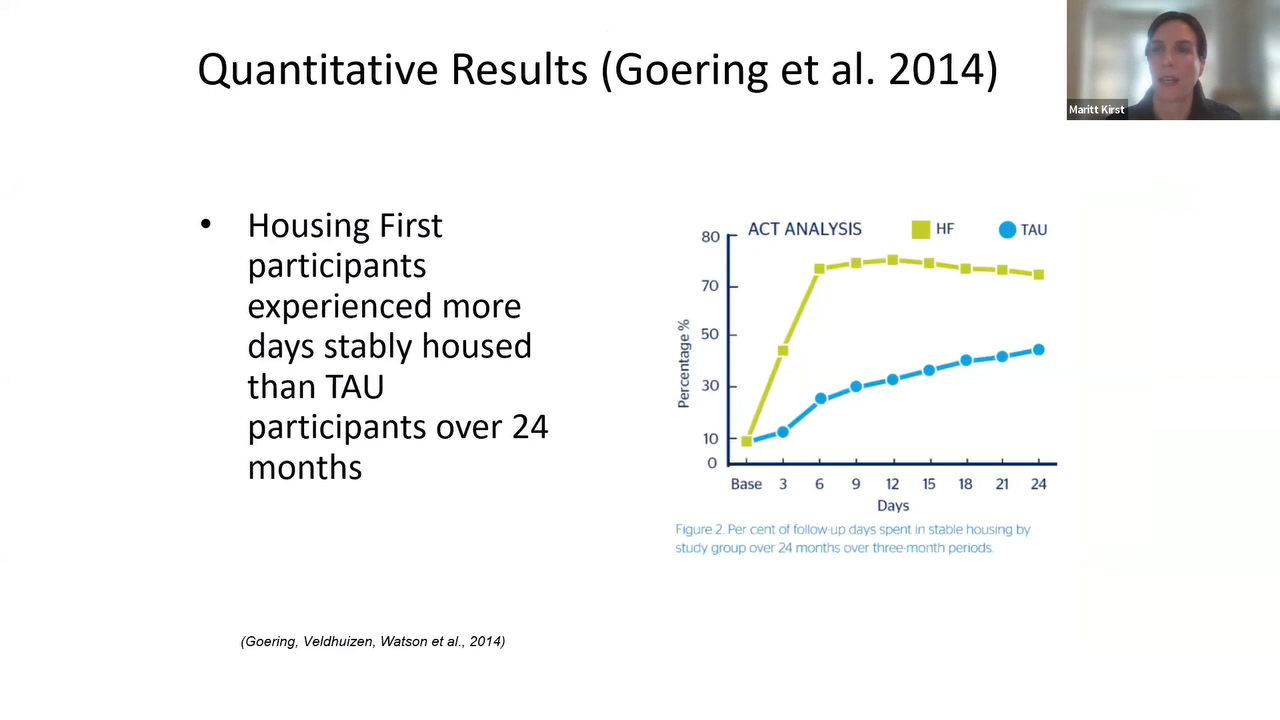 Quantitative Results (Goering et al. 2014)
Maritt Kirst
• Housing First
participants
experienced more
days stably housed
than TAU
participants over 24
months
ACT ANALYSIS HF TAU
80
70
50
30
10
0
Percentage %
Base 3 6 9 12 15 18 21 24
Days
Figure 2. Per cent of follow-up days spent in stable housing by
study group over 24 months over three-month periods.
(Goering, Veldhuizen, Watson et al., 2014)